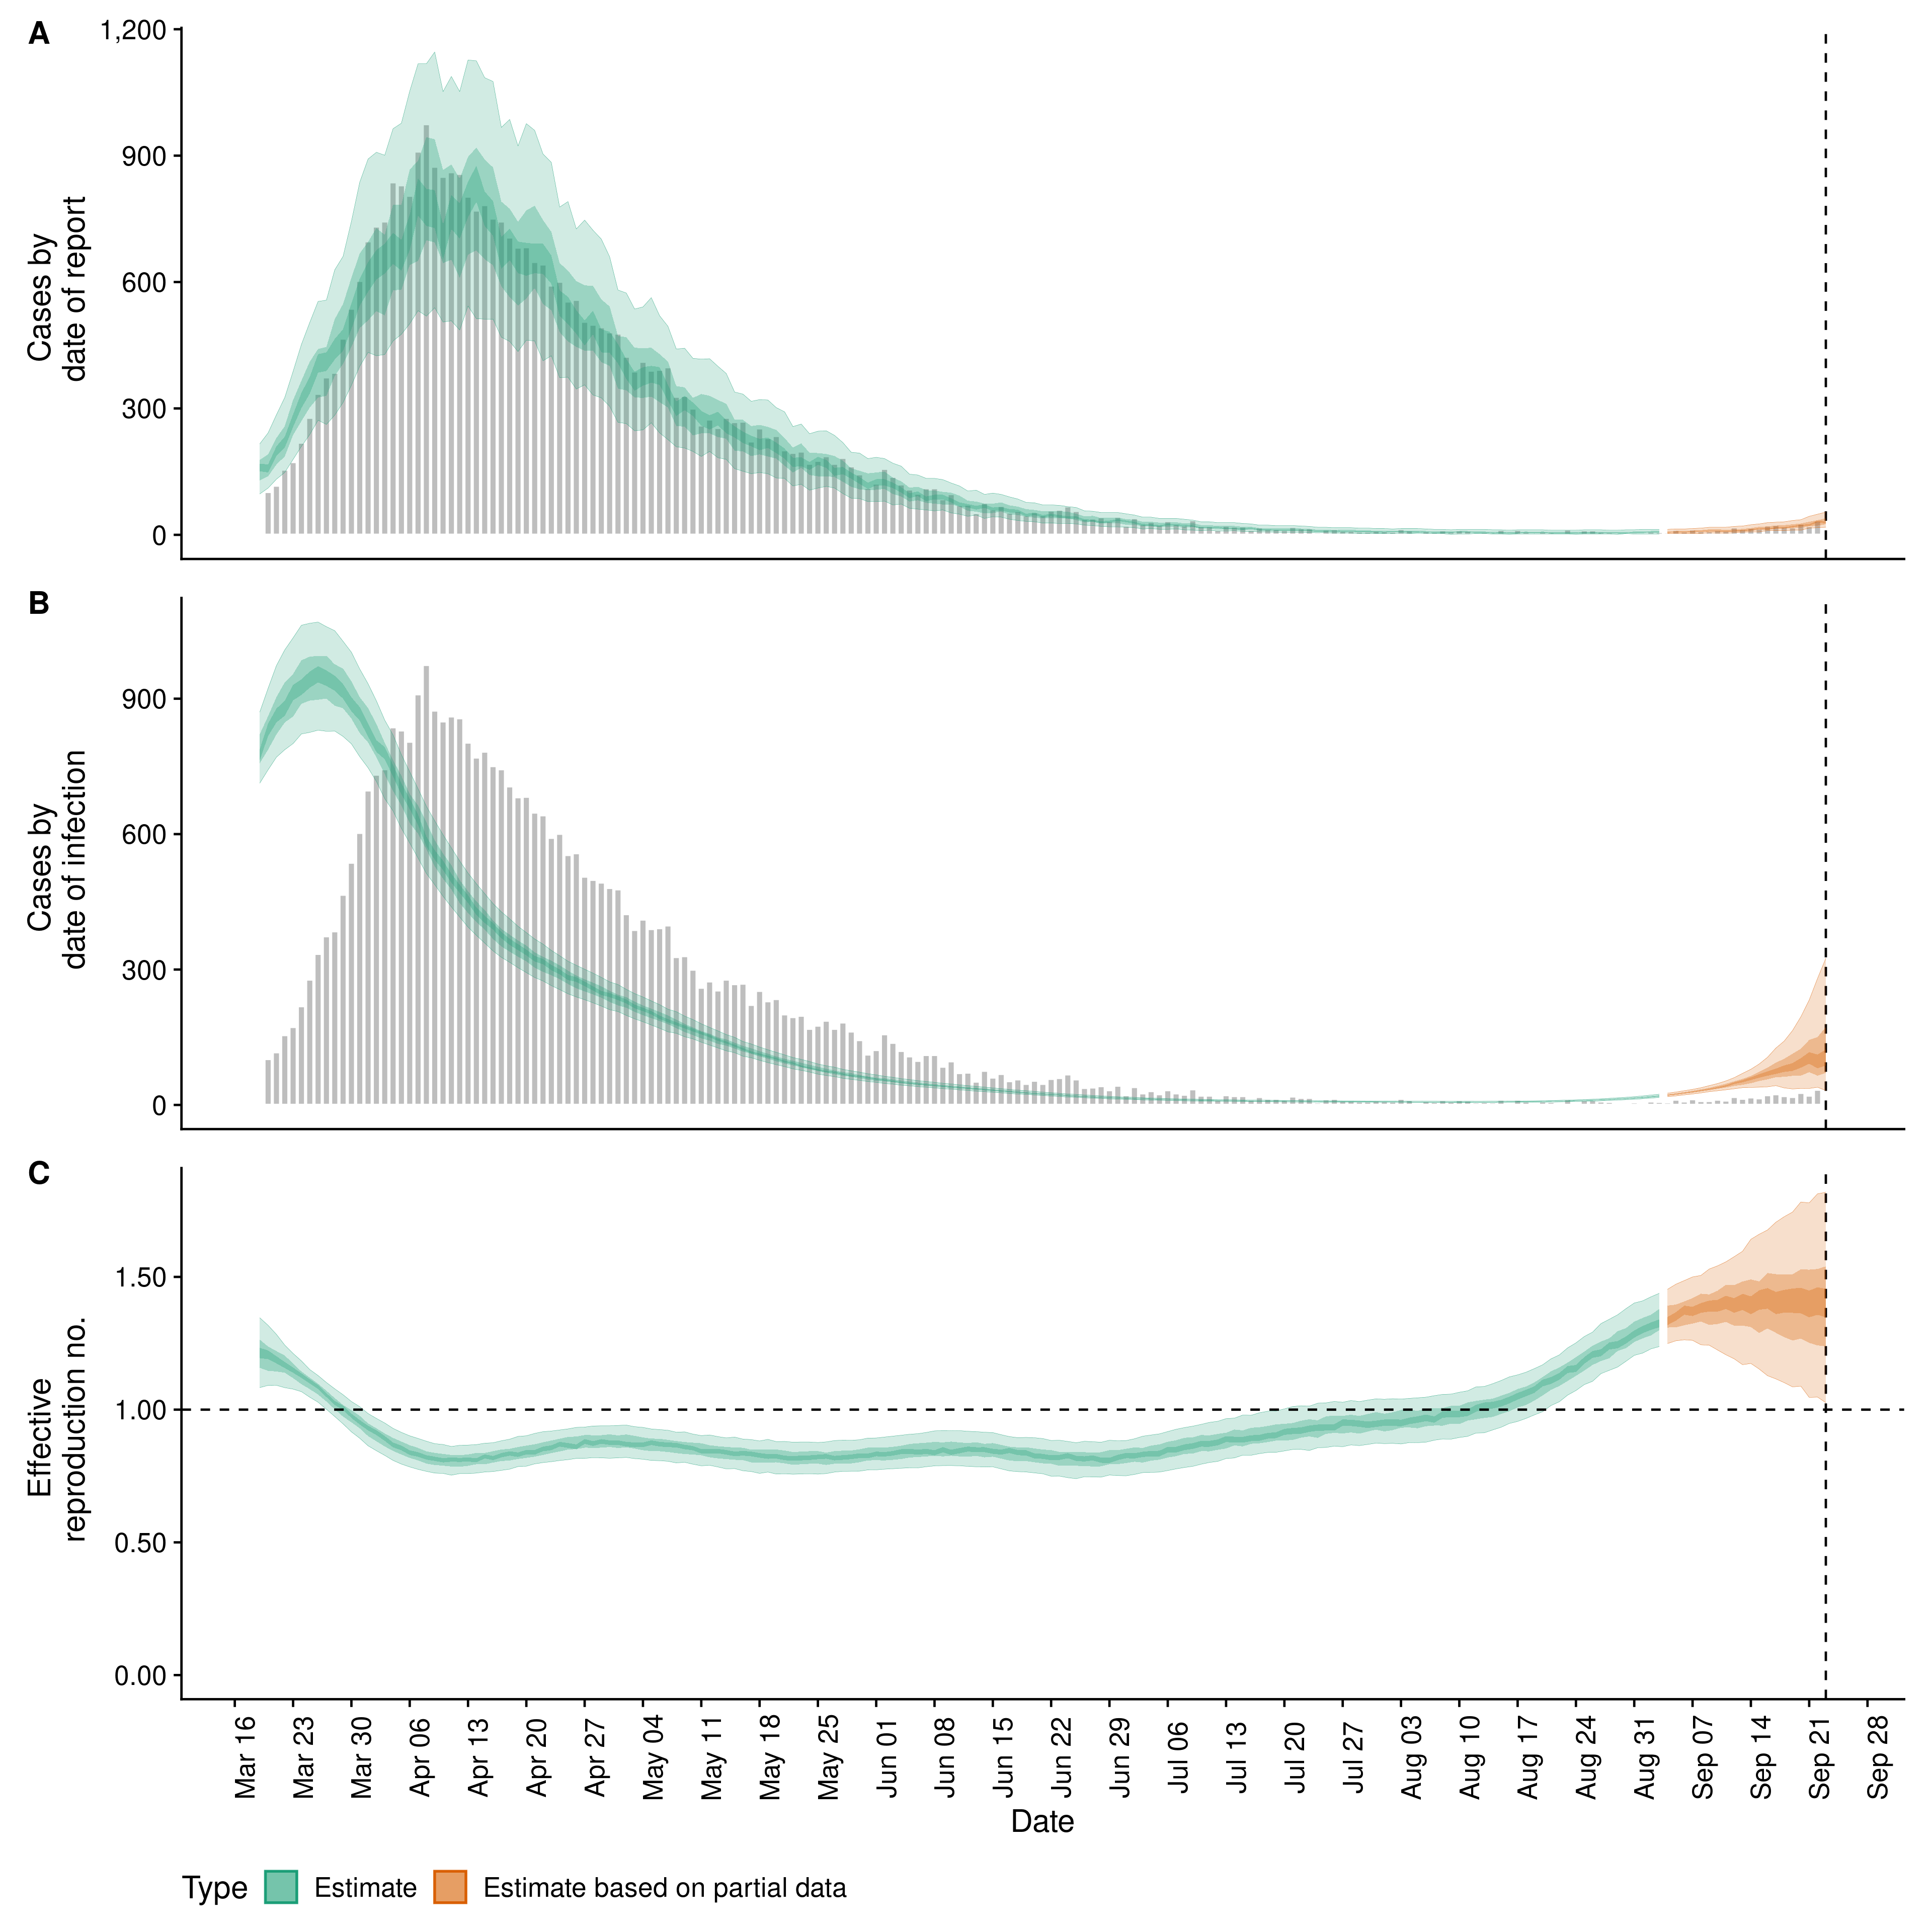 A
1,200
900
600
300
0
Cases by
date of report
B
900
600
300
0
Cases by
date of infection
C
1.50
1.00
0.50
0.00
Effective
reproduction no.
Mar 16
Mar 23
Mar 30
Apr 06
Apr 13
Apr 20
Apr 27
May 04
May 11
May 18
May 25
Jun 01
Jun 08
Jun 15
Jun 22
Jun 29
Jul 06
Jul 13
Jul 20
Jul 27
Aug 03
Aug 10
Aug 17
Aug 24
Aug 31
Sep 07
Sep 14
Sep 21
Sep 28
Date
Type Estimate Estimate based on partial data